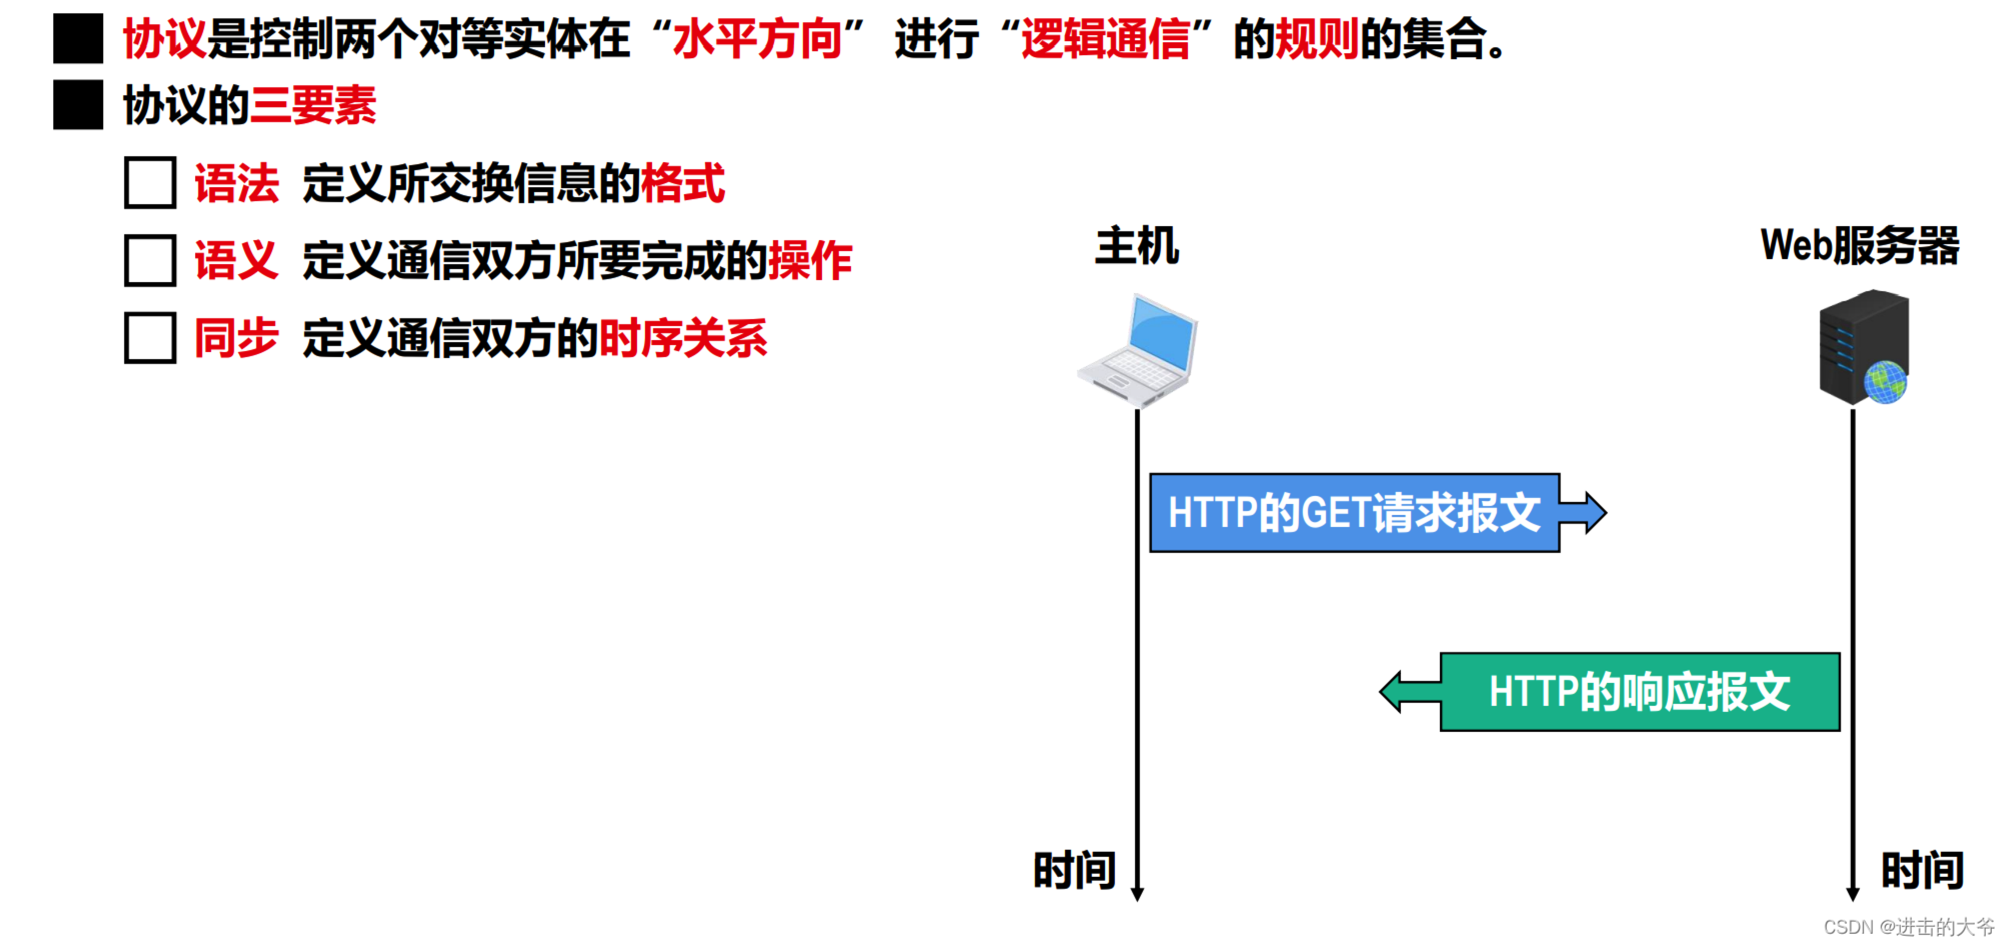 协议是控制两个对等实体在“水平方向” 进行“逻辑通信”的规则的集合。
协议的三要素
语法 定义所交换信息的格式
语义 定义通信双方所要完成的操作
同步 定义通信双方的时序关系
主机
Web服务器
HTTP的GET请求报文
HTTP的响应报文
时间
时间
CSDN @进击的大爷